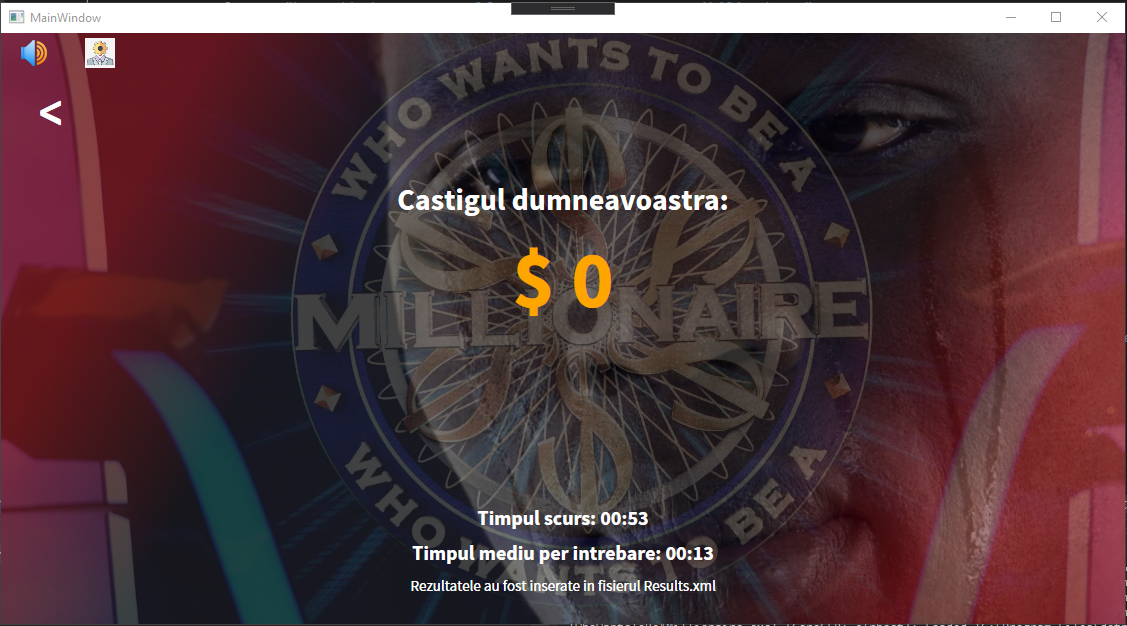 MainWindow
<
WHO WANTS TO BE A
Castigul dumneavoastra:
$ 0
MILLIONAIRE
WHO WANTS TO BE A
Timpul scurs: 00:53
Timpul mediu per intrebare: 00:13
Rezultatele au fost inserate in fisierul Results.xml